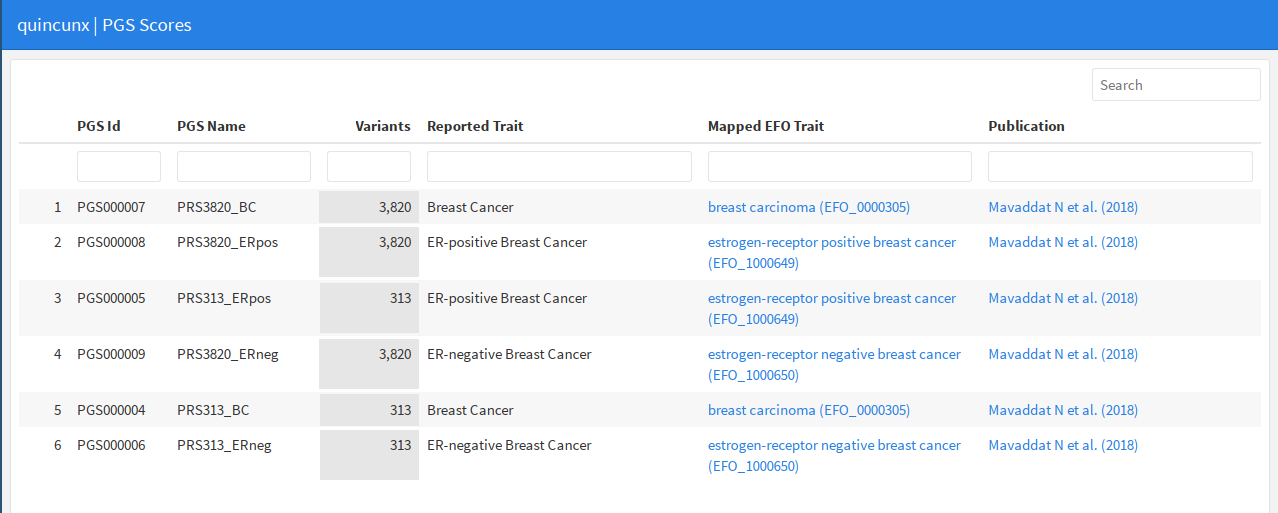 quincunx | PGS Scores
Search
PGS Id PGS Name Variants Reported Trait Mapped EFO Trait Publication
1 PGS000007 PRS3820_BC 3,820 Breast Cancer breast carcinoma (EFO_0000305) Mavaddat N et al. (2018)
2 PGS000008 PRS3820_ERpos 3,820 ER-positive Breast Cancer estrogen-receptor positive breast cancer Mavaddat N et al. (2018)
(EFO_1000649)
3 PGS000005 PRS313_ERpos 313 ER-positive Breast Cancer estrogen-receptor positive breast cancer Mavaddat N et al. (2018)
(EFO_1000649)
4 PGS000009 PRS3820_ERneg 3,820 ER-negative Breast Cancer estrogen-receptor negative breast cancer Mavaddat N et al. (2018)
(EFO_1000650)
5 PGS000004 PRS313_BC 313 Breast Cancer breast carcinoma (EFO_0000305) Mavaddat N et al. (2018)
6 PGS000006 PRS313_ERneg 313 ER-negative Breast Cancer estrogen-receptor negative breast cancer Mavaddat N et al. (2018)
(EFO_1000650)